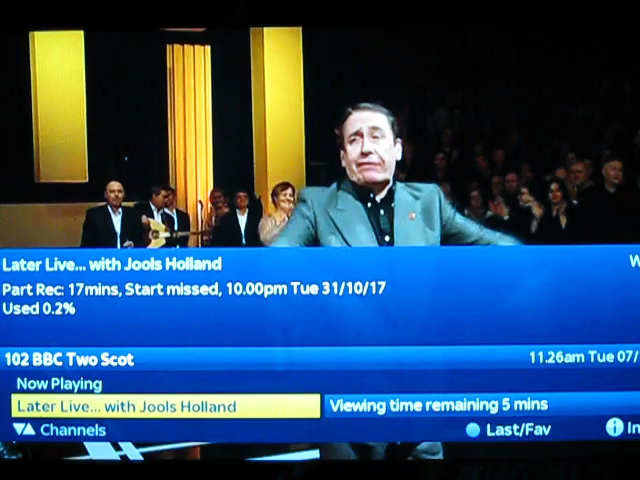 Later Live... with Jools Holland
W
Part Rec: 17mins, Start missed, 10.00pm Tue 31/10/17
Used 0.2%
102 BBC Two Scot
11.26am Tue 07/
Now Playing
Later Live... with Jools Holland
Viewing time remaining 5 mins
Channels
Last/Fav
i In